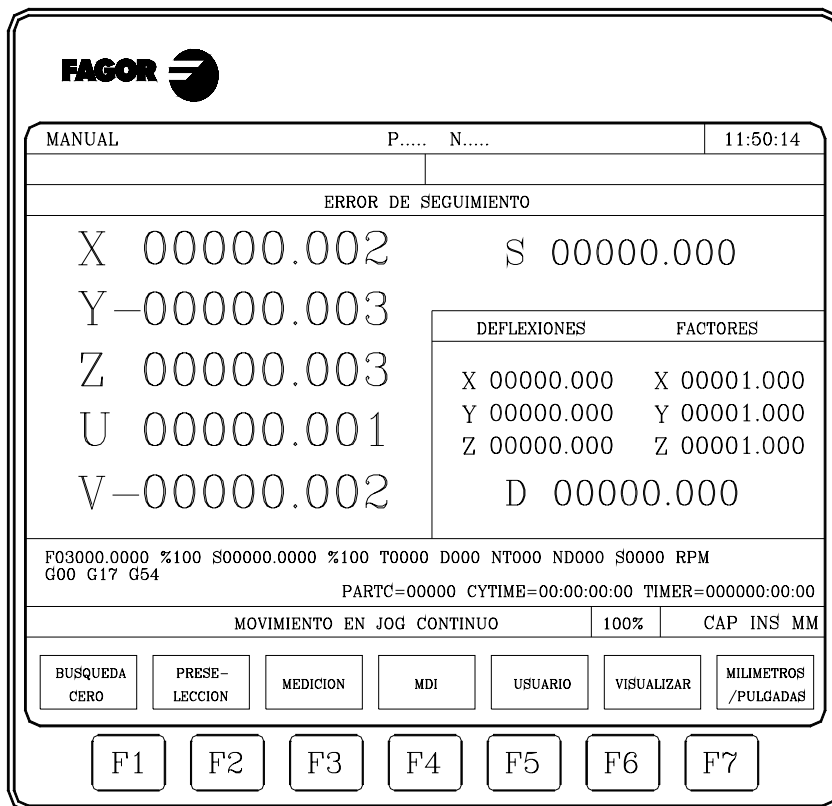 FAGOR
MANUAL P..... N..... 11:50:14
ERROR DE SEGUIMIENTO
X 00000.002
Y-00000.003
Z 00000.003
U 00000.001
V-00000.002
S 00000.000
DEFLEXIONES FACTORES
X 00000.000 X 00001.000
Y 00000.000 Y 00001.000
Z 00000.000 Z 00001.000
D 00000.000
F03000.0000 %100 S00000.0000 %100 T0000 D000 NT000 ND000 S0000 RPM
G00 G17 G54
PARTC=00000 CYTIME=00:00:00:00 TIMER=000000:00:00
MOVIMIENTO EN JOG CONTINUO 100% CAP INS MM
BUSQUEDA CERO
PRESE-
LECCION
MEDICION
MDI
USUARIO
VISUALIZAR
MILIMETROS
/PULGADAS
F1 F2 F3 F4 F5 F6 F7